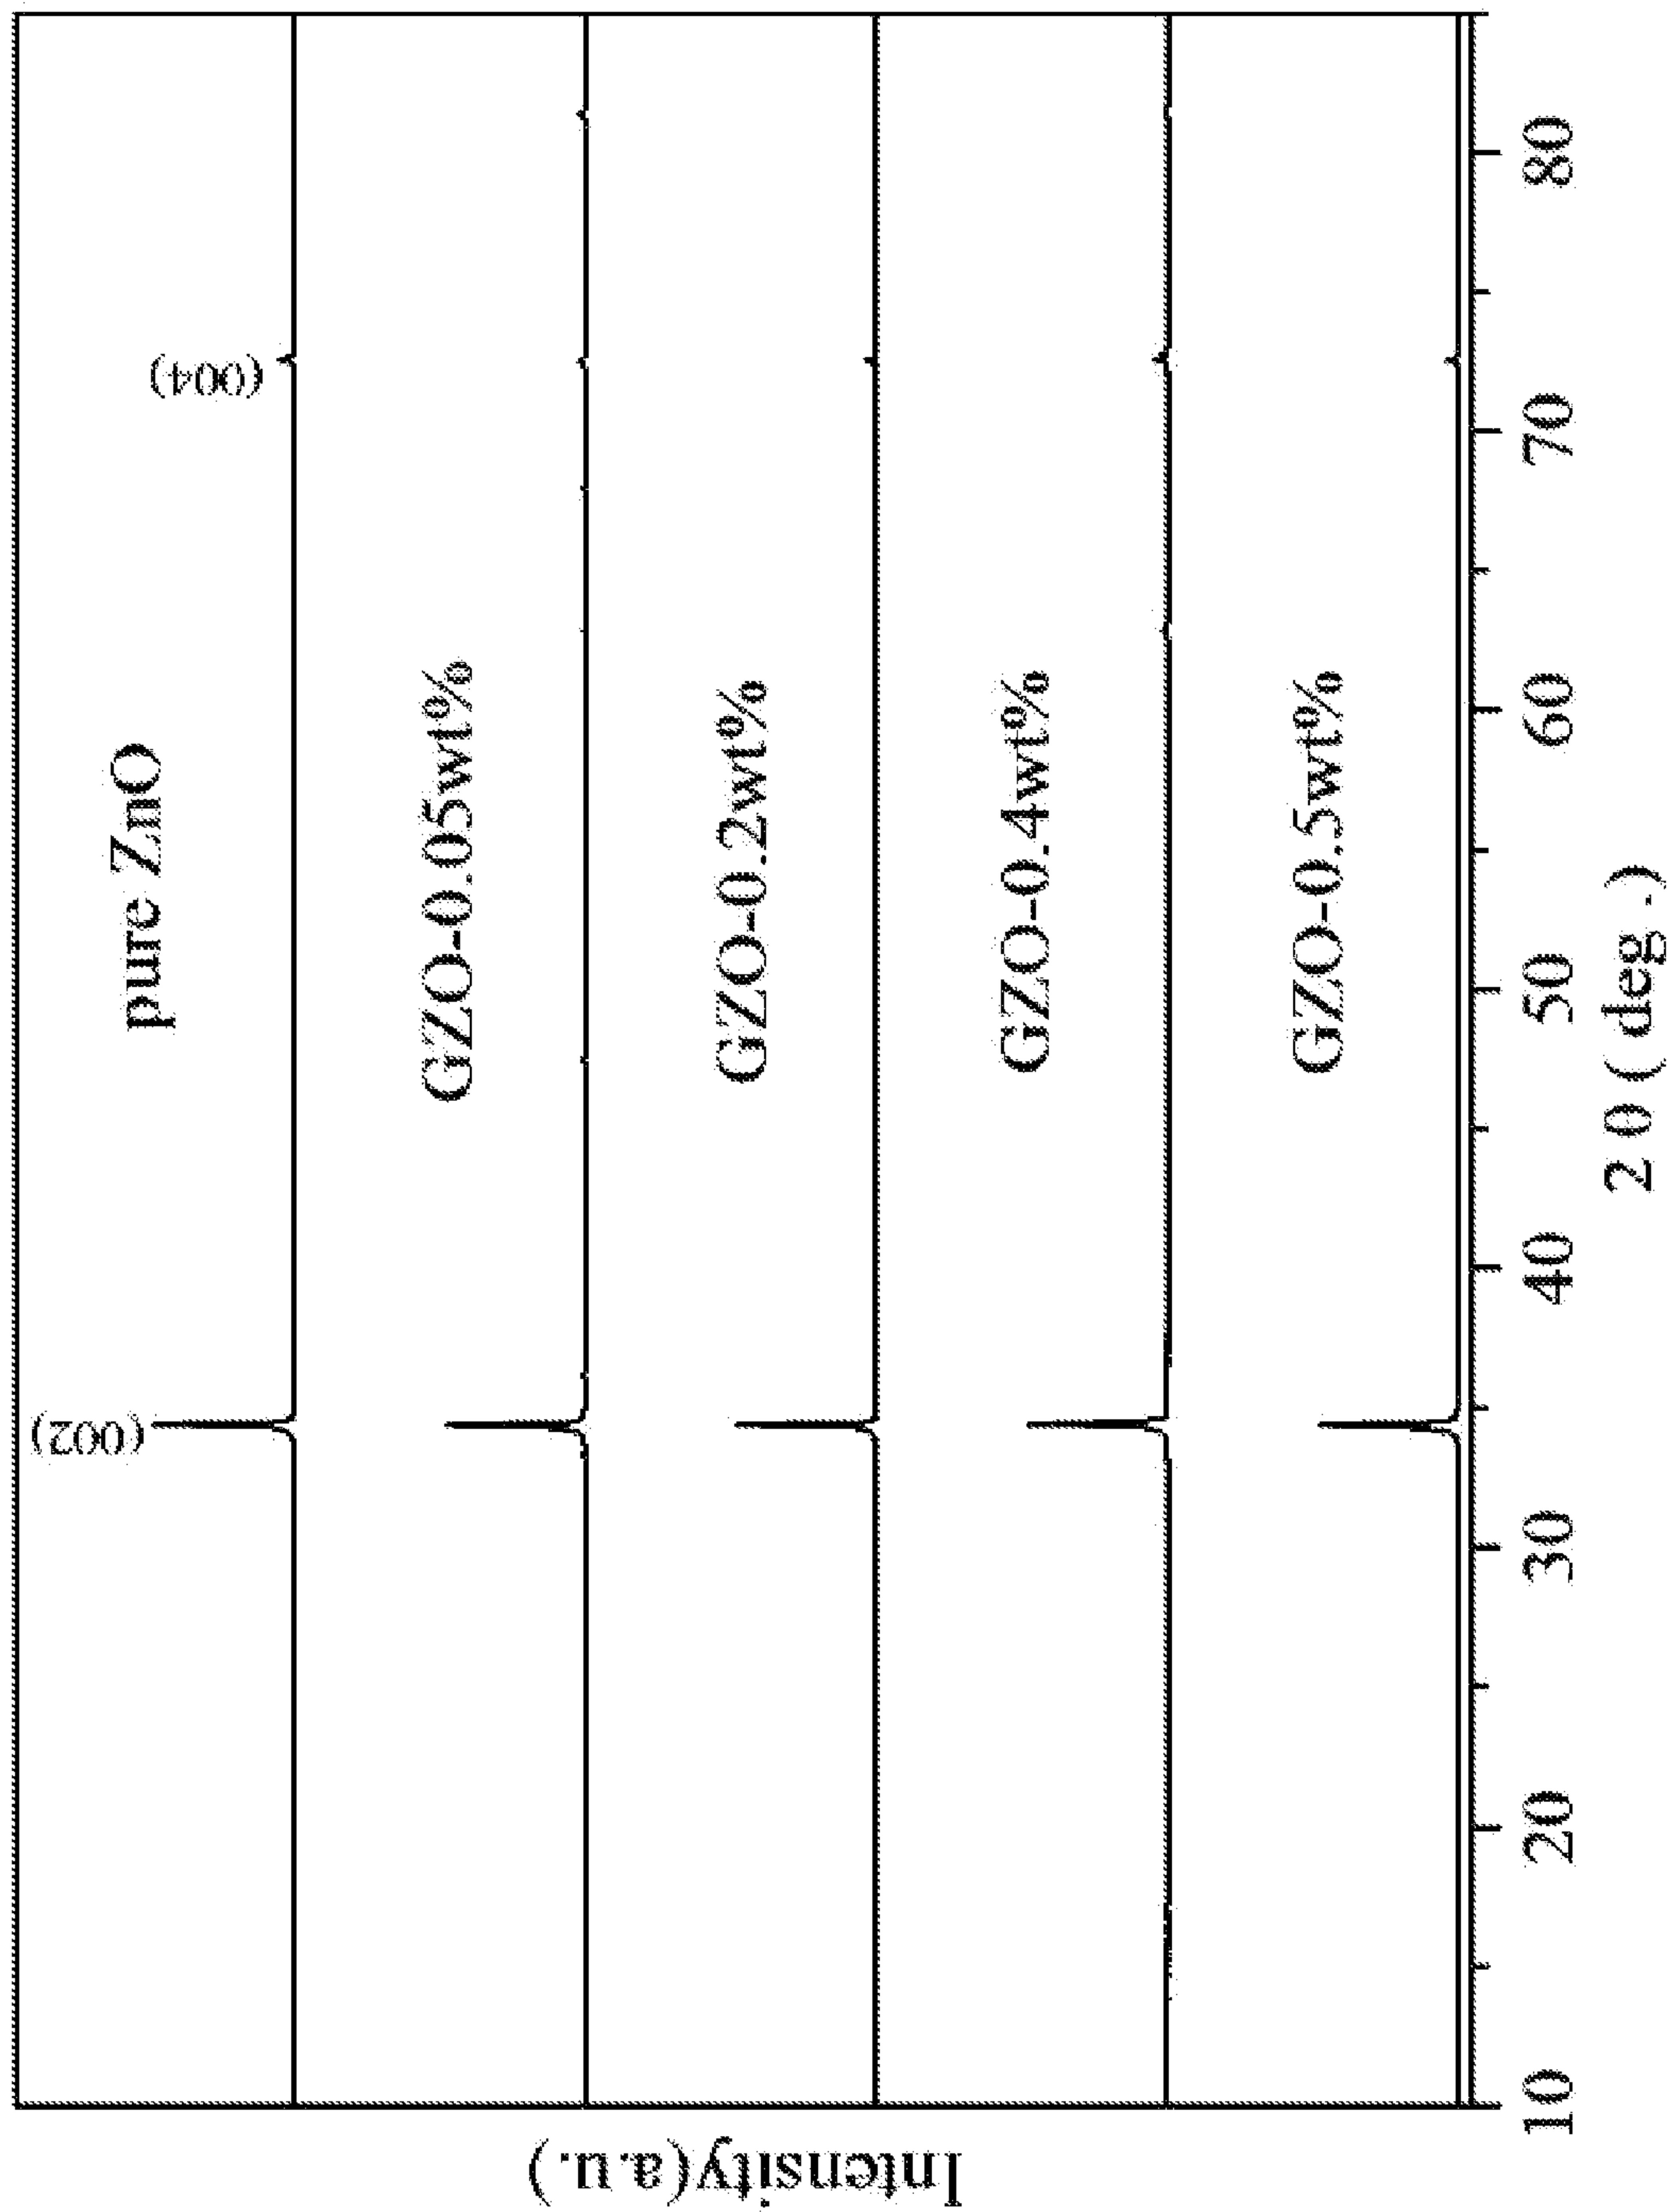 Intensity(a.u.)
(002)
(004)
pure ZnO
GZO-0.05wt%
GZO-0.2wt%
GZO-0.4wt%
GZO-0.5wt%
10 20 30 40 50 60 70 80
2 θ ( deg .)